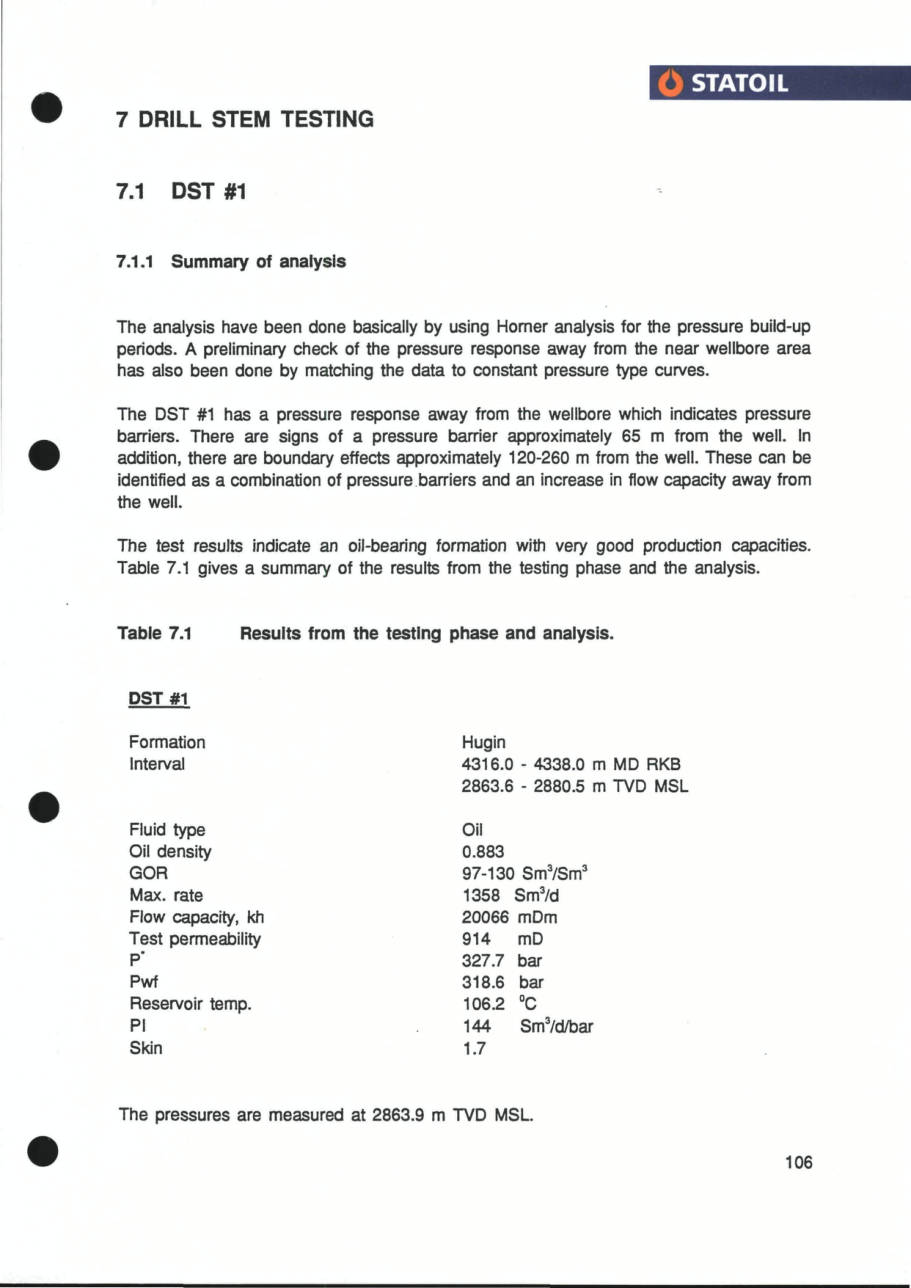 STATOIL
7 DRILL STEM TESTING
7.1 DST #1
7.1.1 Summary of analysis
The analysis have been done basically by using Horner analysis for the pressure build-up
periods. A preliminary check of the pressure response away from the near wellbore area
has also been done by matching the data to constant pressure type curves.
The DST #1 has a pressure response away from the wellbore which indicates pressure
barriers. There are signs of a pressure barrier approximately 65 m from the well. In
addition, there are boundary effects approximately 120-260 m from the well. These can be
identified as a combination of pressure barriers and an increase in flow capacity away from
the well.
The test results indicate an oil-bearing formation with very good production capacities.
Table 7.1 gives a summary of the results from the testing phase and the analysis.
Table 7.1 Results from the testing phase and analysis.
DST #1
Formation Hugin
Interval 4316.0 - 4338.0 m MD RKB
2863.6 - 2880.5 m TVD MSL
Fluid type Oil
Oil density 0.883
GOR 97-130 Sm³/Sm³
Max. rate 1358 Sm³/d
Flow capacity, kh 20066 mDm
Test permeability 914 mD
P* 327.7 bar
Pwf 318.6 bar
Reservoir temp. 106.2 ⁰C
PI 144 Sm³/d/bar
Skin 1.7
The pressures are measured at 2863.9 m TVD MSL.
106